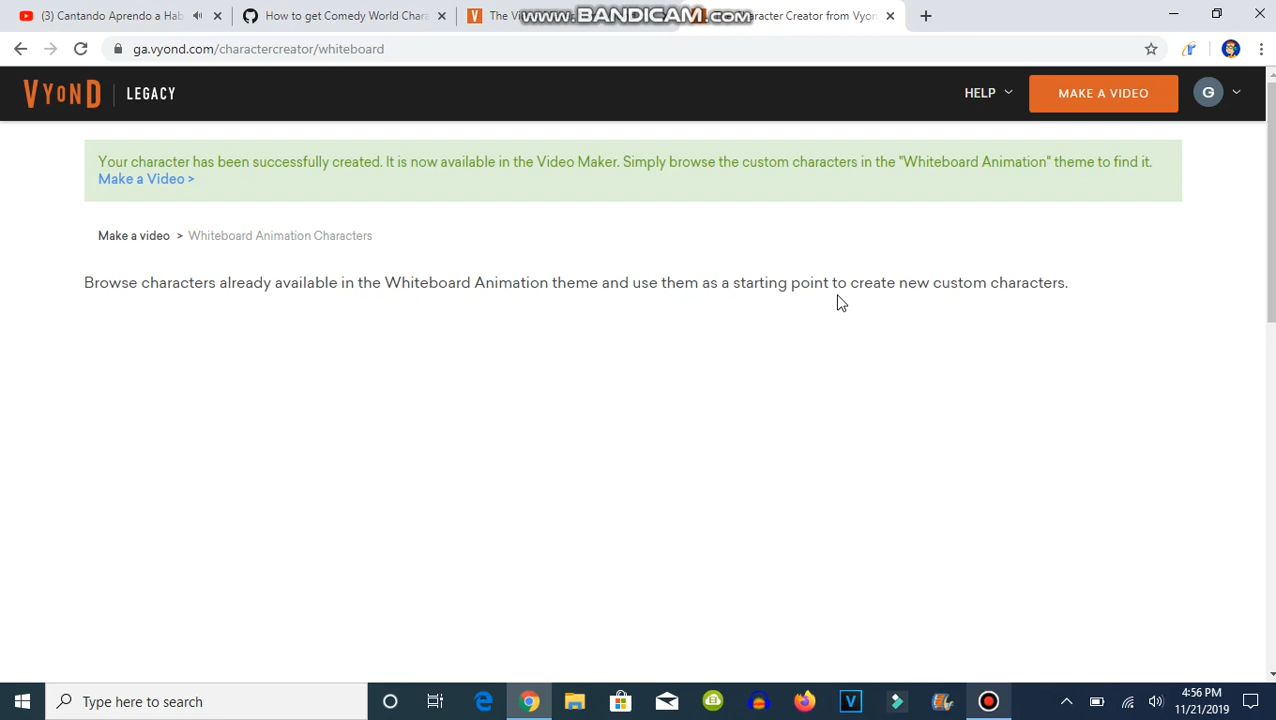 (3) Cantando Aprendo a Hab
How to get Comedy World Chara
The Vi
www.BANDICAM.com
aracter Creator from Vyon
ga.vyond.com/charactercreator/whiteboard
VYOND LEGACY
HELP
MAKE A VIDEO
G
Your character has been successfully created. It is now available in the Video Maker. Simply browse the custom characters in the "Whiteboard Animation" theme to find it.
Make a Video >
Make a video > Whiteboard Animation Characters
Browse characters already available in the Whiteboard Animation theme and use them as a starting point to create new custom characters.
Type here to search
4:56 PM
11/21/2019